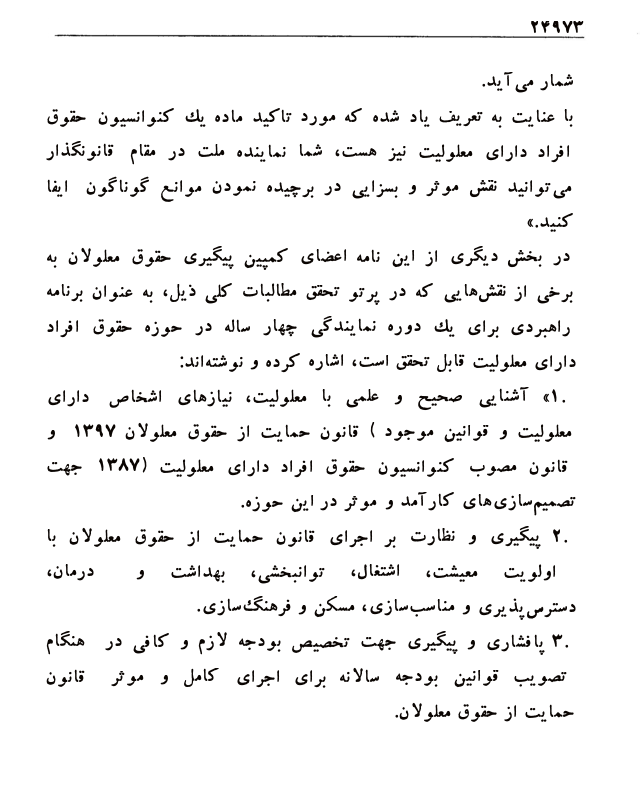 ۲۴۹۷۳
شمار می‌آید.
با عنایت به تعریف یاد شده که مورد تاکید ماده یك کنوانسیون حقوق
افراد دارای معلولیت نیز هست، شما نماینده ملت در مقام قانونگذار
می‌توانید نقش موثر و بسزایی در برچیده نمودن موانع گوناگون ایفا
کنید.»
در بخش دیگری از این نامه اعضای کمپین پیگیری حقوق معلولان به
برخی از نقش‌هایی که در پرتو تحقق مطالبات کلی ذیل، به عنوان برنامه
راهبردی برای یك دوره نمایندگی چهار ساله در حوزه حقوق افراد
دارای معلولیت قابل تحقق است، اشاره کرده و نوشته‌اند:
.۱» آشنایی صحیح و علمی با معلولیت، نیازهای اشخاص دارای
معلولیت و قوانین موجود ) قانون حمایت از حقوق معلولان ۱۳۹۷ و
قانون مصوب کنوانسیون حقوق افراد دارای معلولیت (۱۳۸۷ جهت
تصمیم‌سازی‌های کارآمد و موثر در این حوزه.
.۲ پیگیری و نظارت بر اجرای قانون حمایت از حقوق معلولان با
اولویت معیشت، اشتغال، توانبخشی، بهداشت و درمان،
دسترس‌پذیری و مناسب‌سازی، مسکن و فرهنگ‌سازی.
.۳ پافشاری و پیگیری جهت تخصیص بودجه لازم و کافی در هنگام
تصویب قوانین بودجه سالانه برای اجرای کامل و موثر قانون
حمایت از حقوق معلولان.